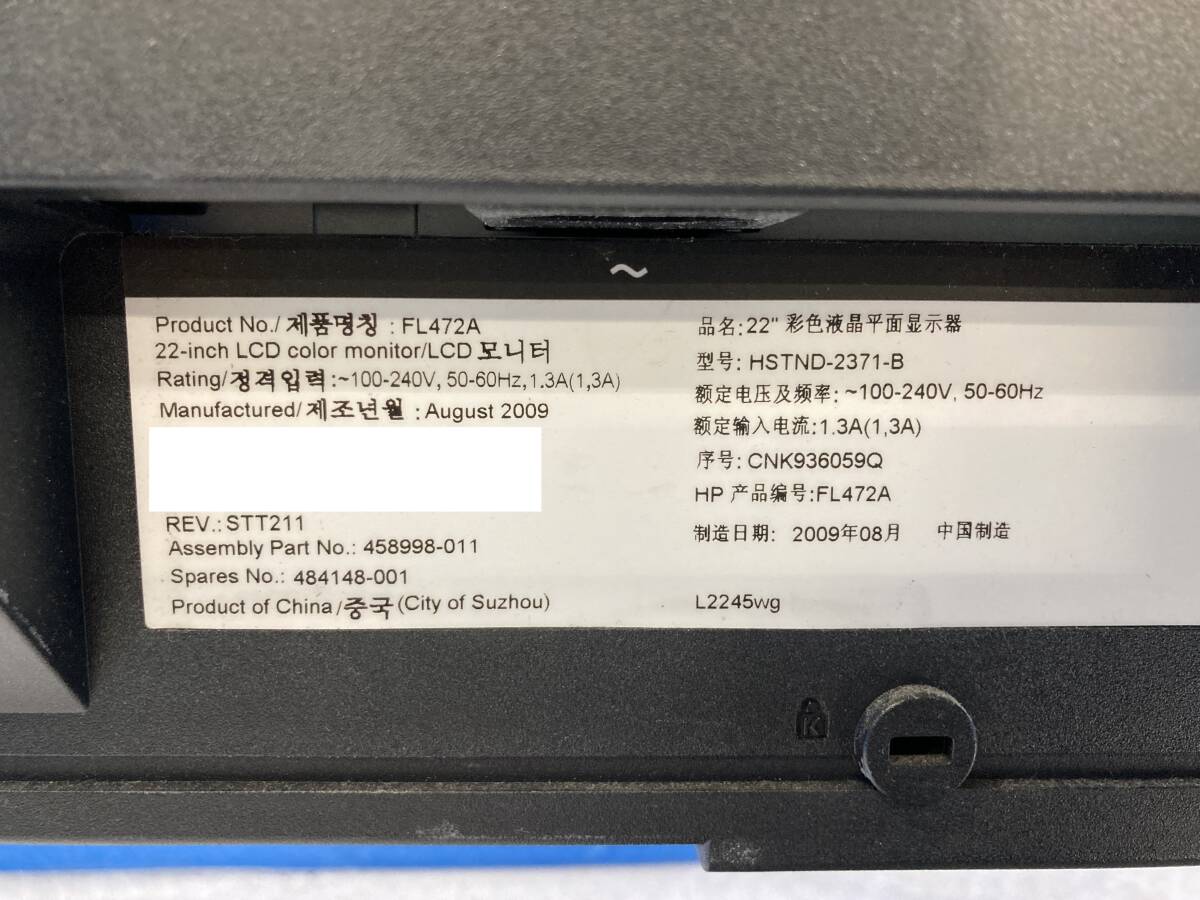 ~
Product No./제품명칭 : FL472A
22-inch LCD color monitor/LCD 모니터
Rating/정격입력:~100-240V, 50-60Hz,1.3A(1,3A)
Manufactured/제조년월 : August 2009
REV.: STT211
Assembly Part No.: 458998-011
Spares No.: 484148-001
Product of China/중국(City of Suzhou)
品名:22" 彩色液晶平面显示器
型号: HSTND-2371-B
额定电压及频率: ~100-240V, 50-60Hz
额定输入电流:1.3A(1,3A)
序号: CNK936059Q
HP 产品编号:FL472A
制造日期: 2009年08月 中国制造
L2245wg
K